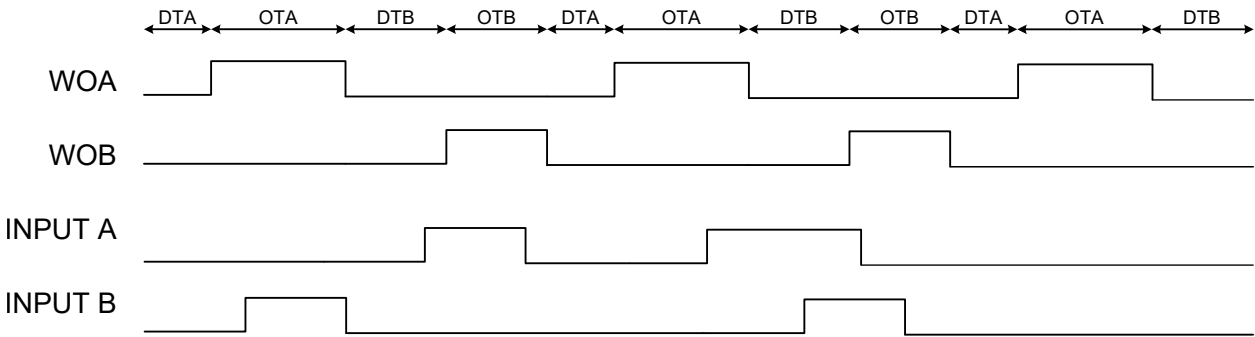 DTA OTA DTB OTB DTA OTA DTB OTB DTA OTA DTB
WOA
WOB
INPUT A
INPUT B